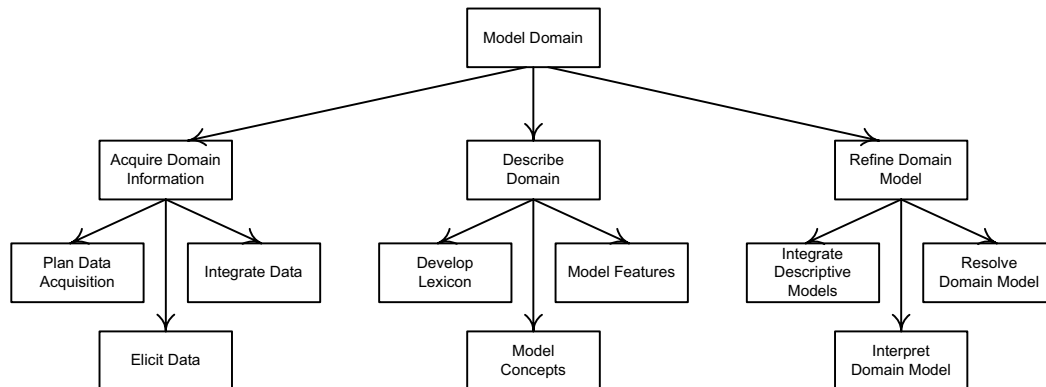 Model Domain
Acquire Domain
Information
Describe
Domain
Refine Domain
Model
Plan Data
Acquisition
Integrate Data
Develop
Lexicon
Model Features
Integrate
Descriptive
Models
Resolve
Domain Model
Elicit Data
Model
Concepts
Interpret
Domain Model